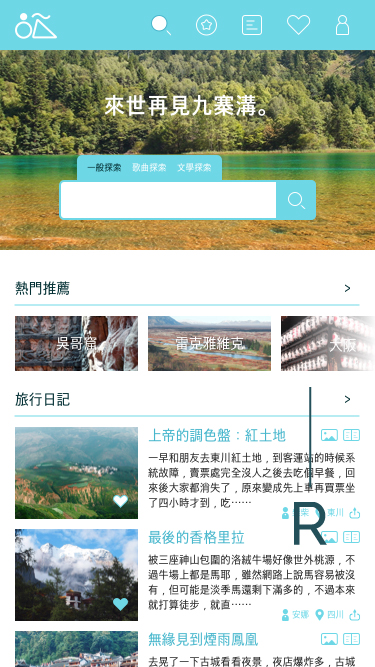 來世再見九寨溝。
一般探索 歌曲探索 文學探索
熱門推薦 >
吳哥窟 雷克雅維克 大阪
旅行日記 >
上帝的調色盤：紅土地
一早和朋友去東川紅土地﹐到客運站的時候系
統故障﹐賣票處完全沒人之後去吃個早餐﹐回
來後大家都消失了﹐原來變成先上車再買票坐
了四小時才到﹐吃⋯⋯
東川
R
最後的香格里拉
被三座神山包圍的洛絨牛場好像世外桃源﹐不
過牛場上都是馬耶﹐雖然網路上說馬容易被沒
有﹐但可能是淡季馬還剩下滿多的﹐不過本來
就打算徒步﹐就直⋯⋯
安娜 四川
無緣見到煙雨鳳凰
去晃了一下古城看看夜景﹐夜店爆炸多﹐古城